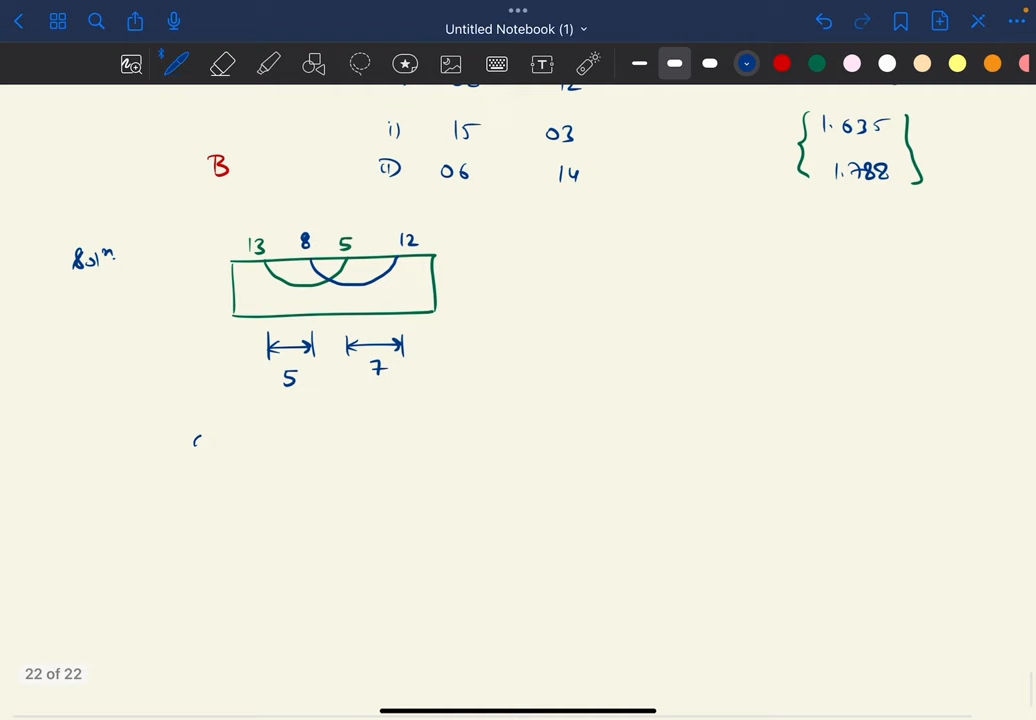 Untitled Notebook (1)
i) 15 03 1.635
B ii) 06 14 1.788
Solⁿ. 13 8 5 12
5 7
22 of 22